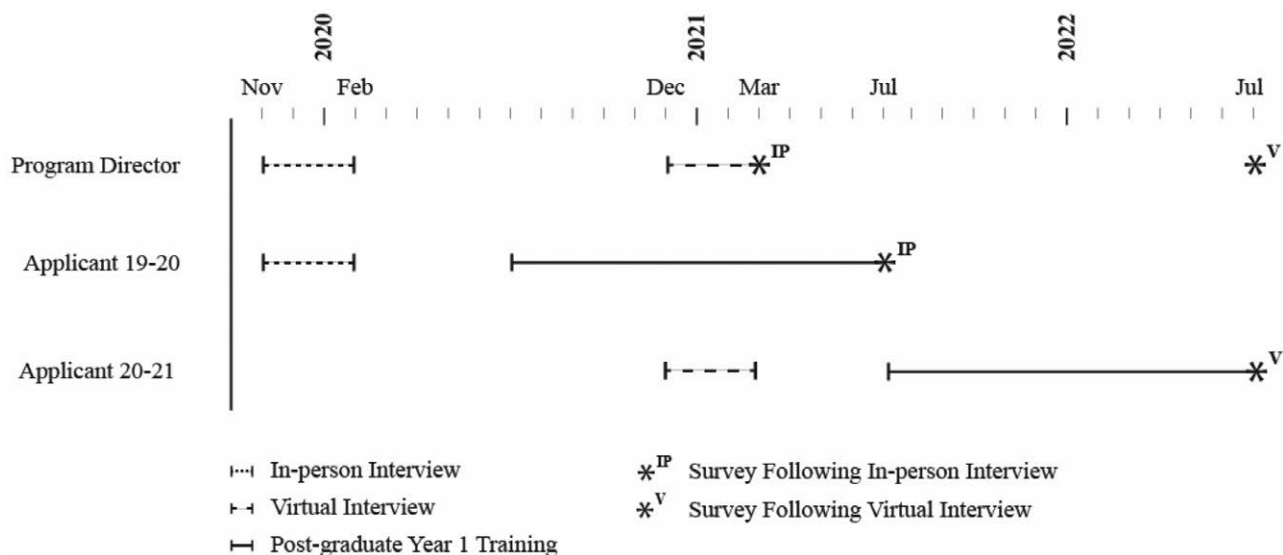 2020 2021 2022
Nov Feb Dec Mar Jul Jul
Program Director IP V
Applicant 19-20 IP
Applicant 20-21 V
In-person Interview
Virtual Interview
Post-graduate Year 1 Training
IP Survey Following In-person Interview
V Survey Following Virtual Interview